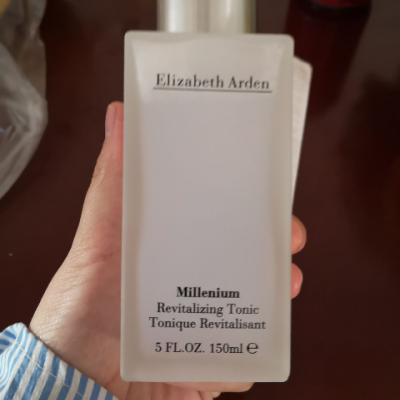 Elizabeth Arden
Millenium
Revitalizing Tonic
Tonique Revitalisant
5 FL.OZ. 150ml ℮